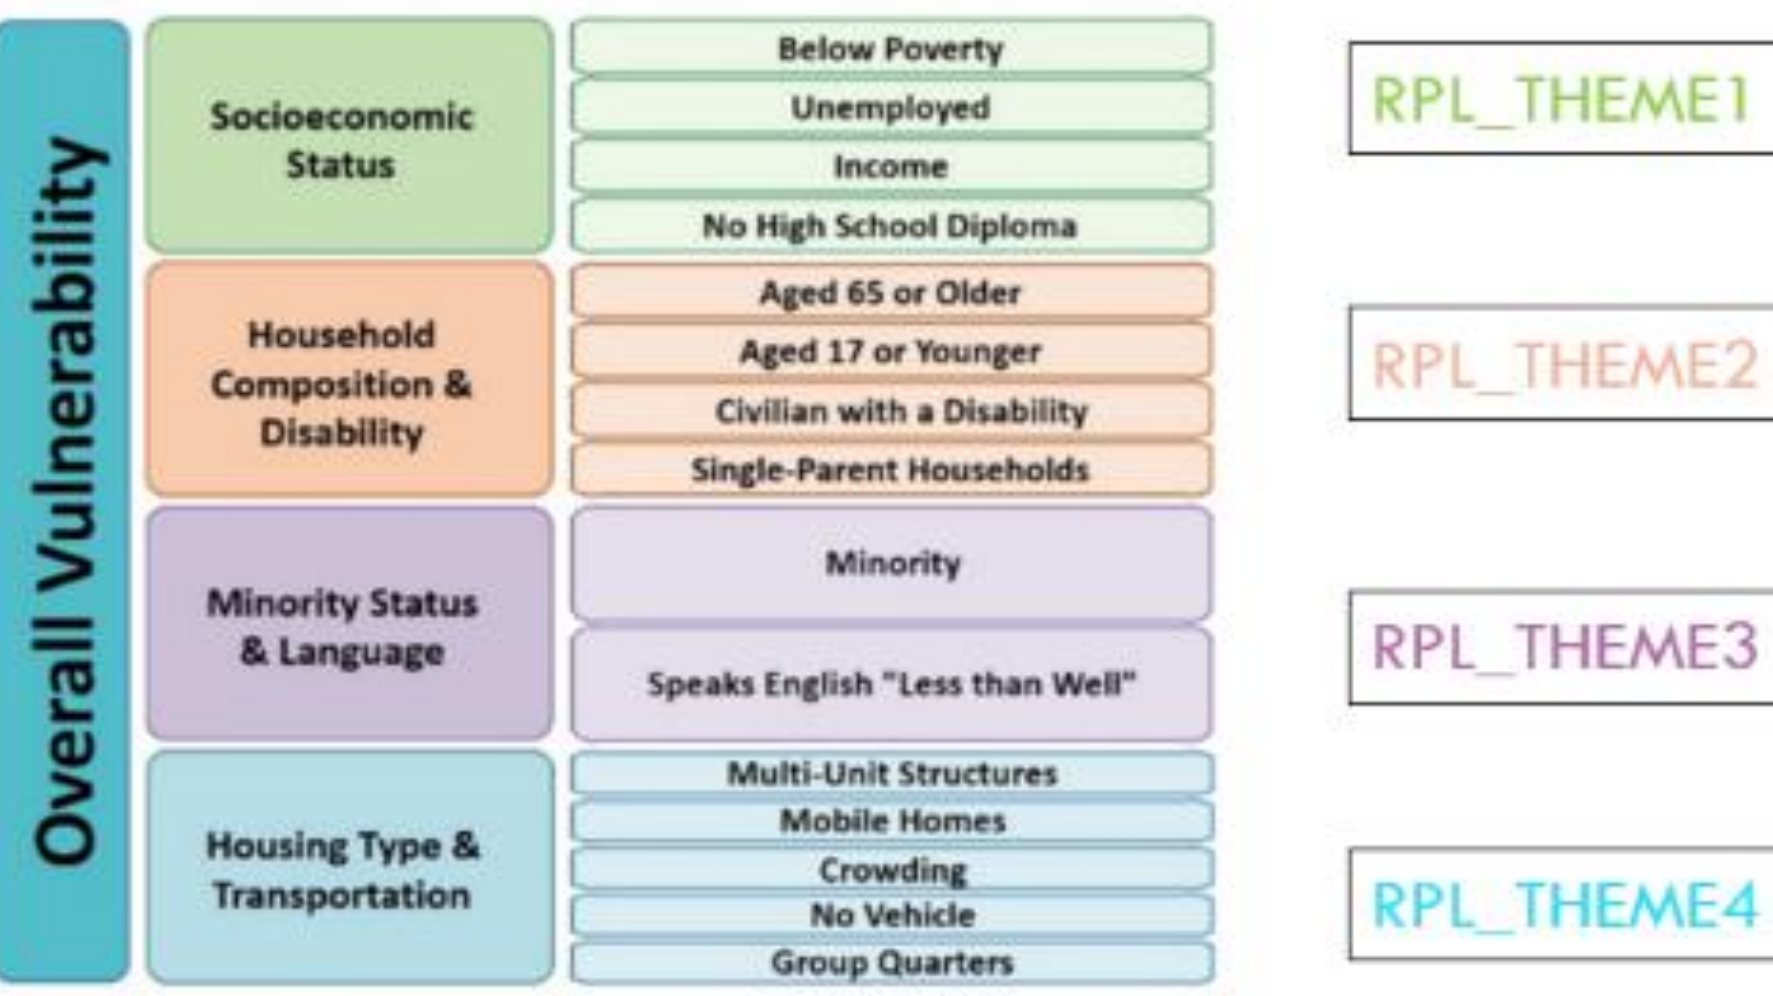 Overall Vulnerability
Socioeconomic
Status
Below Poverty
Unemployed
Income
No High School Diploma
RPL_THEME1
Household
Composition &
Disability
Aged 65 or Older
Aged 17 or Younger
Civilian with a Disability
Single-Parent Households
RPL_THEME2
Minority Status
& Language
Minority
Speaks English "Less than Well"
RPL_THEME3
Housing Type &
Transportation
Multi-Unit Structures
Mobile Homes
Crowding
No Vehicle
Group Quarters
RPL_THEME4